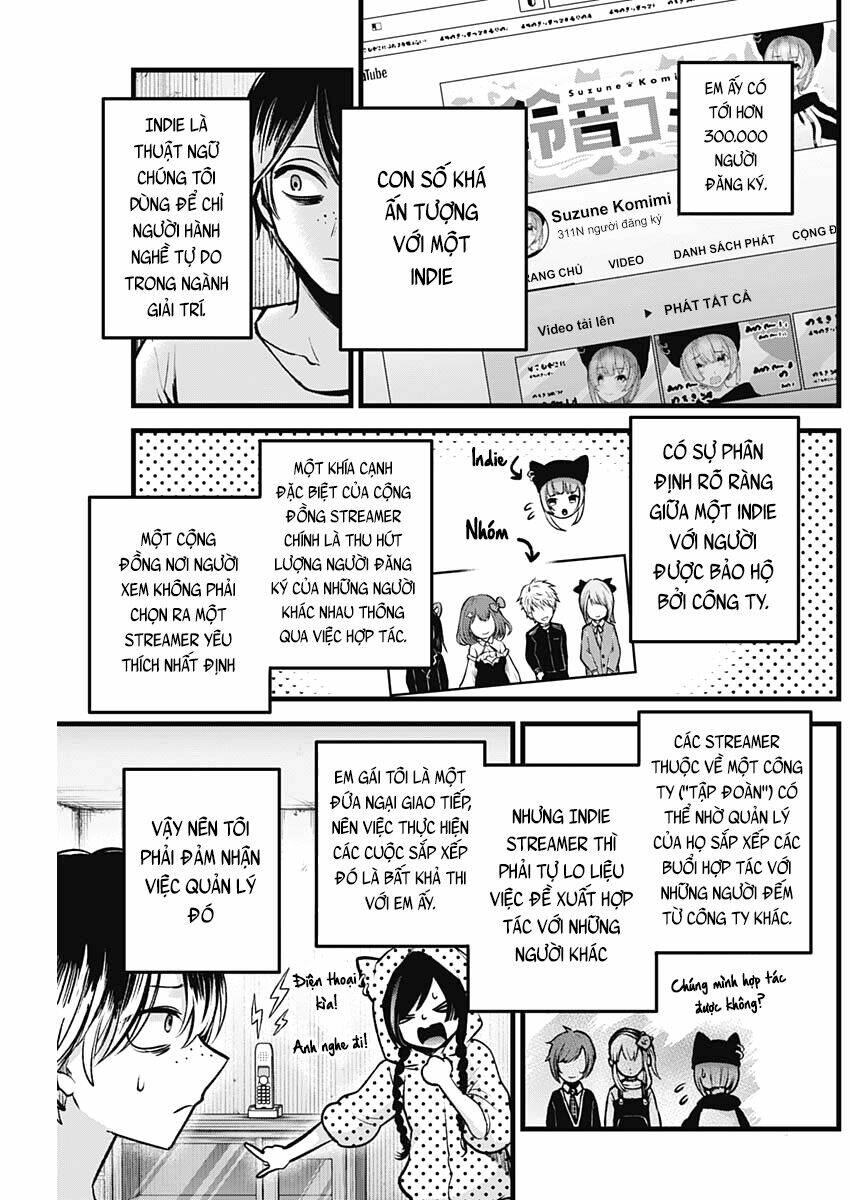 Tube
Suzune Komimi
鈴音コミ
EM ẤY CÓ
TỚI HƠN
300.000
NGƯỜI
ĐĂNG KÝ.
Suzune Komimi
311N người đăng ký
TRANG CHỦ
VIDEO
DANH SÁCH PHÁT
CỘNG Đ
Video tải lên
PHÁT TẤT CẢ
CON SỐ KHÁ
ẤN TƯỢNG
VỚI MỘT
INDIE
INDIE LÀ
THUẬT NGỮ
CHÚNG TÔI
DÙNG ĐỂ CHỈ
NGƯỜI HÀNH
NGHỀ TỰ DO
TRONG NGÀNH
GIẢI TRÍ.
CÓ SỰ PHÂN
ĐỊNH RÕ RÀNG
GIỮA MỘT INDIE
VỚI NGƯỜI
ĐƯỢC BẢO HỘ
BỞI CÔNG TY.
Indie
Nhóm
MỘT KHÍA CẠNH
ĐẶC BIỆT CỦA CỘNG
ĐỒNG STREAMER
CHÍNH LÀ THU HÚT
LƯỢNG NGƯỜI ĐĂNG
KÝ CỦA NHỮNG NGƯỜI
KHÁC NHAU THÔNG
QUA VIỆC HỢP TÁC.
MỘT CỘNG
ĐỒNG NƠI NGƯỜI
XEM KHÔNG PHẢI
CHỌN RA MỘT
STREAMER YÊU
THÍCH NHẤT ĐỊNH
CÁC STREAMER
THUỘC VỀ MỘT CÔNG
TY ("TẬP ĐOÀN") CÓ
THỂ NHỜ QUẢN LÝ
CỦA HỌ SẮP XẾP CÁC
BUỔI HỢP TÁC VỚI
NHỮNG NGƯỜI ĐẾM
TỪ CÔNG TY KHÁC.
NHƯNG INDIE
STREAMER THÌ
PHẢI TỰ LO LIỆU
VIỆC ĐỀ XUẤT HỢP
TÁC VỚI NHỮNG
NGƯỜI KHÁC
Chúng mình hợp tác
được không?
EM GÁI TÔI LÀ MỘT
ĐỨA NGẠI GIAO TIẾP,
NÊN VIỆC THỰC HIỆN
CÁC CUỘC SẮP XẾP
ĐÓ LÀ BẤT KHẢ THI
VỚI EM ẤY.
VẬY NÊN TÔI
PHẢI ĐẢM NHẬN
VIỆC QUẢN LÝ
ĐÓ
Điện thoại
kìa!
Anh nghe đi!